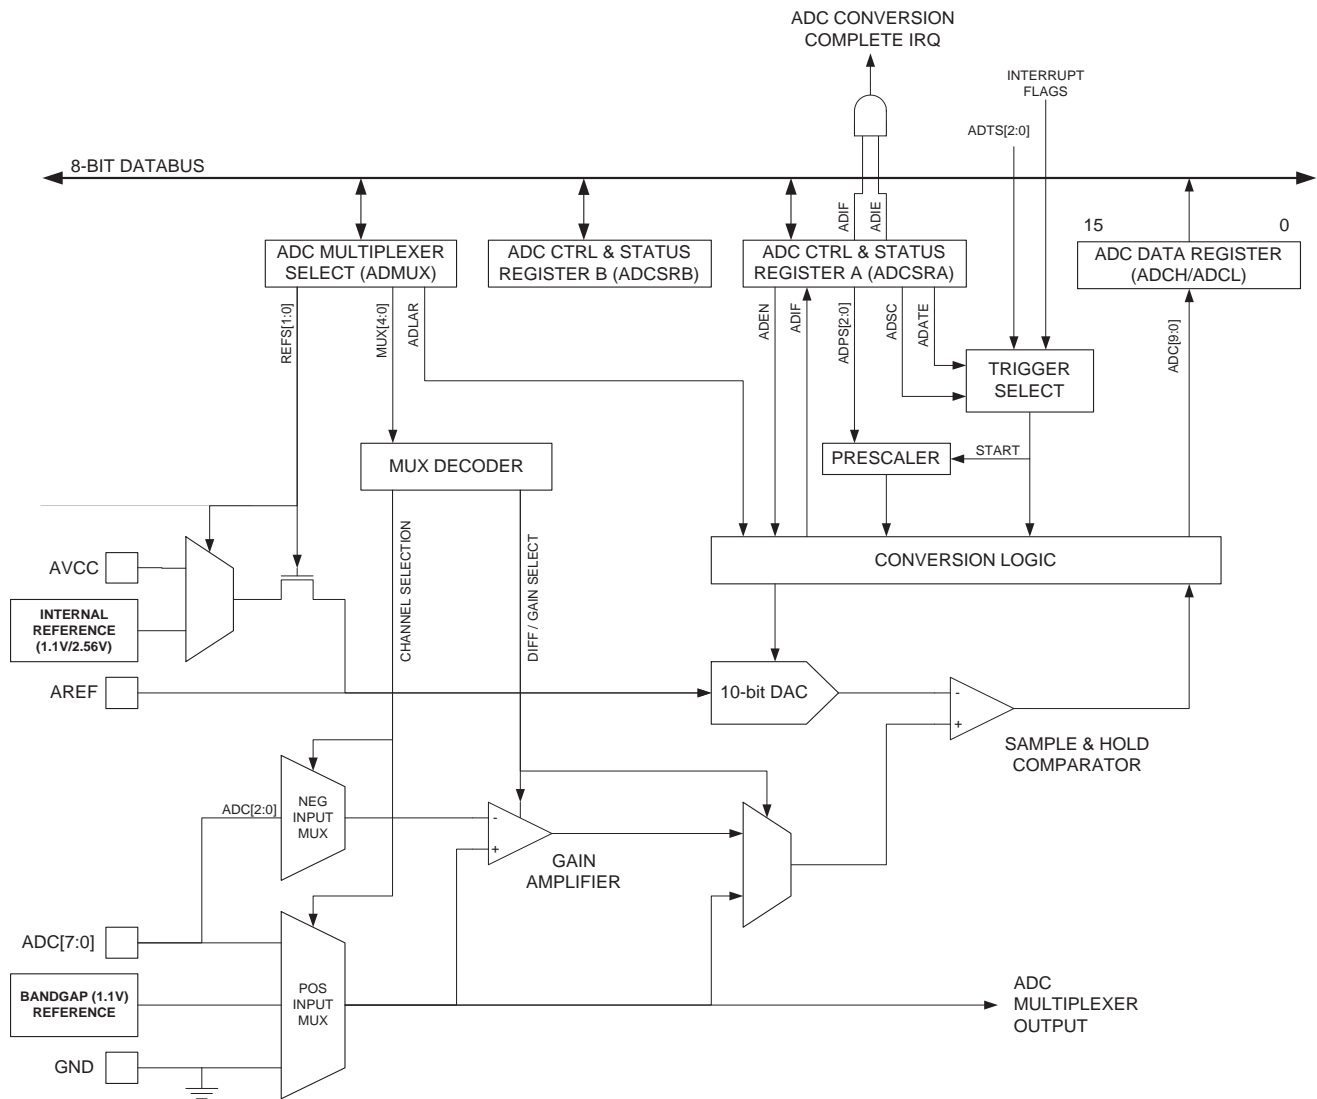 ADC CONVERSION
COMPLETE IRQ
INTERRUPT
FLAGS
ADTS[2:0]
8-BIT DATABUS
ADIF
ADIE
15
0
ADC MULTIPLEXER
SELECT (ADMUX)
ADC CTRL & STATUS
REGISTER B (ADCSRB)
ADC CTRL & STATUS
REGISTER A (ADCSRA)
ADC DATA REGISTER
(ADCH/ADCL)
REFS[1:0]
MUX[4:0]
ADLAR
ADEN
ADIF
ADPS[2:0]
ADSC
ADATE
ADC[9:0]
TRIGGER
SELECT
MUX DECODER
PRESCALER
START
CHANNEL SELECTION
DIFF / GAIN SELECT
CONVERSION LOGIC
AVCC
INTERNAL
REFERENCE
(1.1V/2.56V)
AREF
10-bit DAC
-
+
SAMPLE & HOLD
COMPARATOR
ADC[2:0]
NEG
INPUT
MUX
-
+
GAIN
AMPLIFIER
ADC[7:0]
BANDGAP (1.1V)
REFERENCE
POS
INPUT
MUX
GND
ADC
MULTIPLEXER
OUTPUT